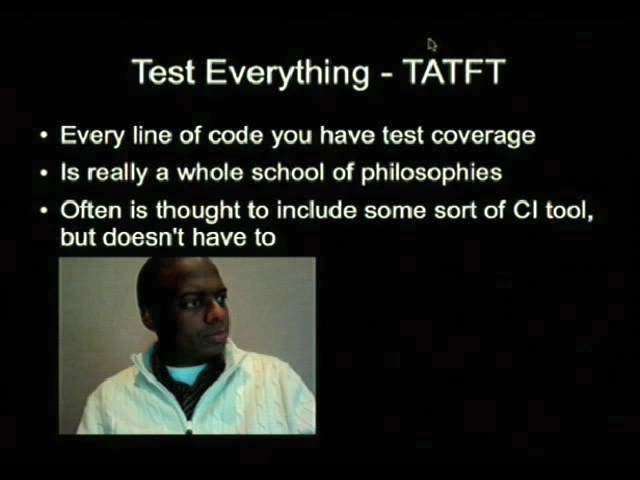 Test Everything - TATFT
• Every line of code you have test coverage
• Is really a whole school of philosophies
• Often is thought to include some sort of CI tool,
but doesn't have to